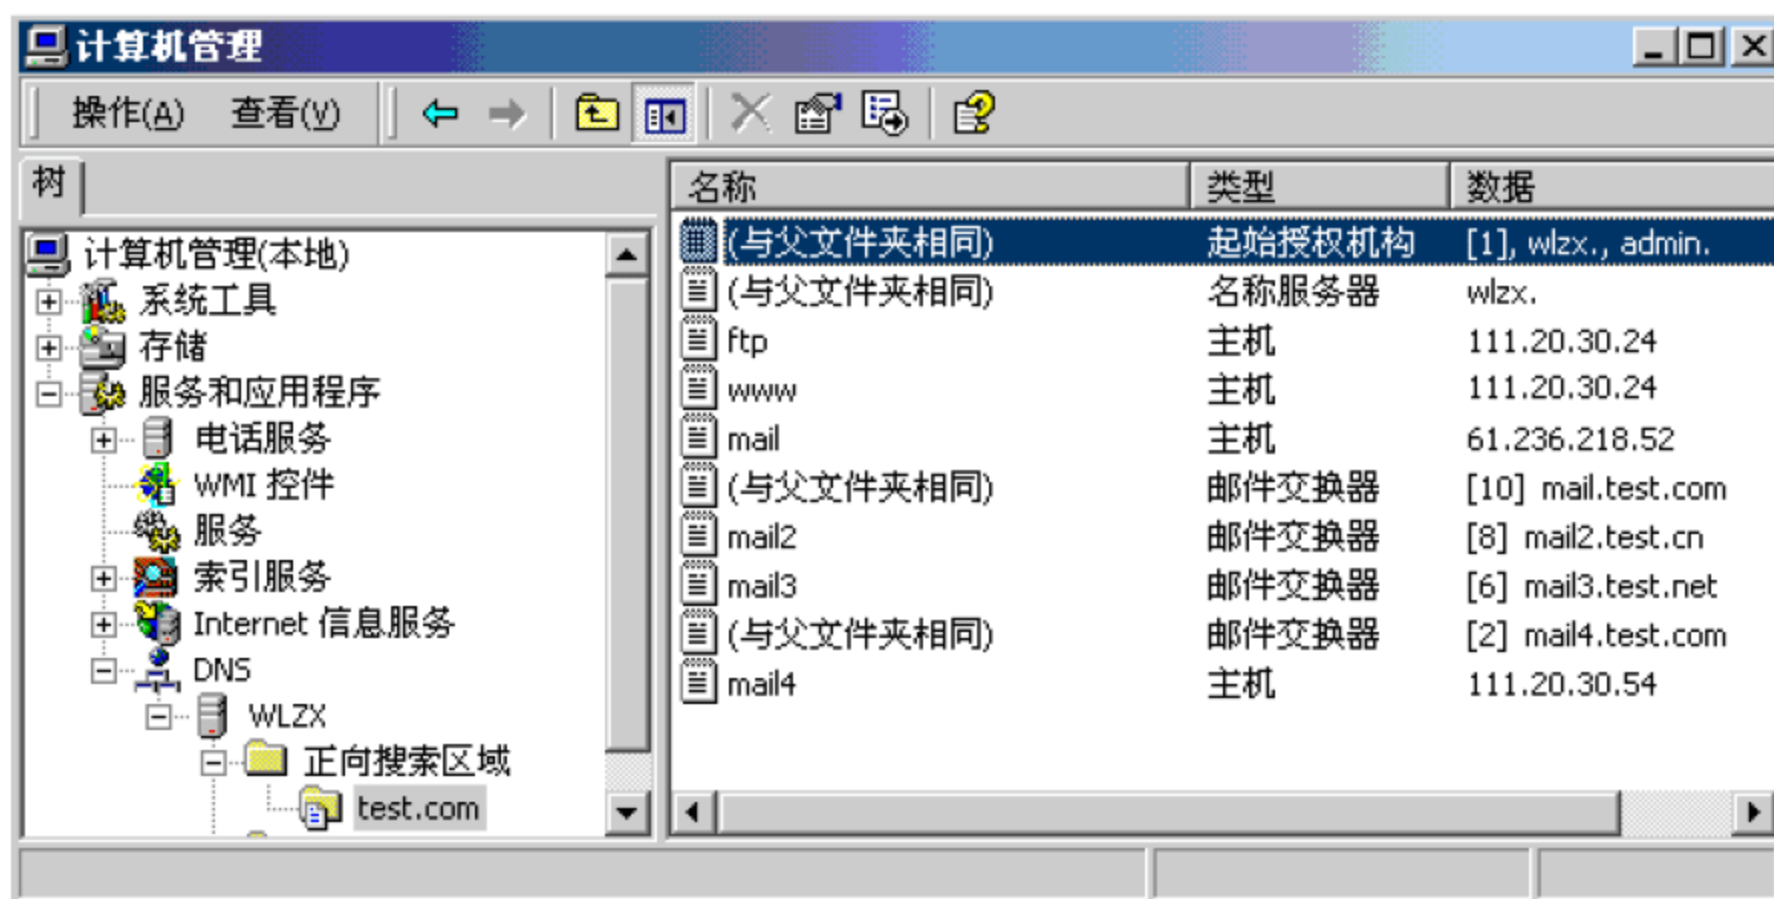 计算机管理
操作(A) 查看(V)
树
计算机管理(本地)
系统工具
存储
服务和应用程序
电话服务
WMI 控件
服务
索引服务
Internet 信息服务
DNS
WLZX
正向搜索区域
test.com
名称 类型 数据
(与父文件夹相同) 起始授权机构 [1], wlzx., admin.
(与父文件夹相同) 名称服务器 wlzx.
ftp 主机 111.20.30.24
www 主机 111.20.30.24
mail 主机 61.236.218.52
(与父文件夹相同) 邮件交换器 [10] mail.test.com
mail2 邮件交换器 [8] mail2.test.cn
mail3 邮件交换器 [6] mail3.test.net
(与父文件夹相同) 邮件交换器 [2] mail4.test.com
mail4 主机 111.20.30.54